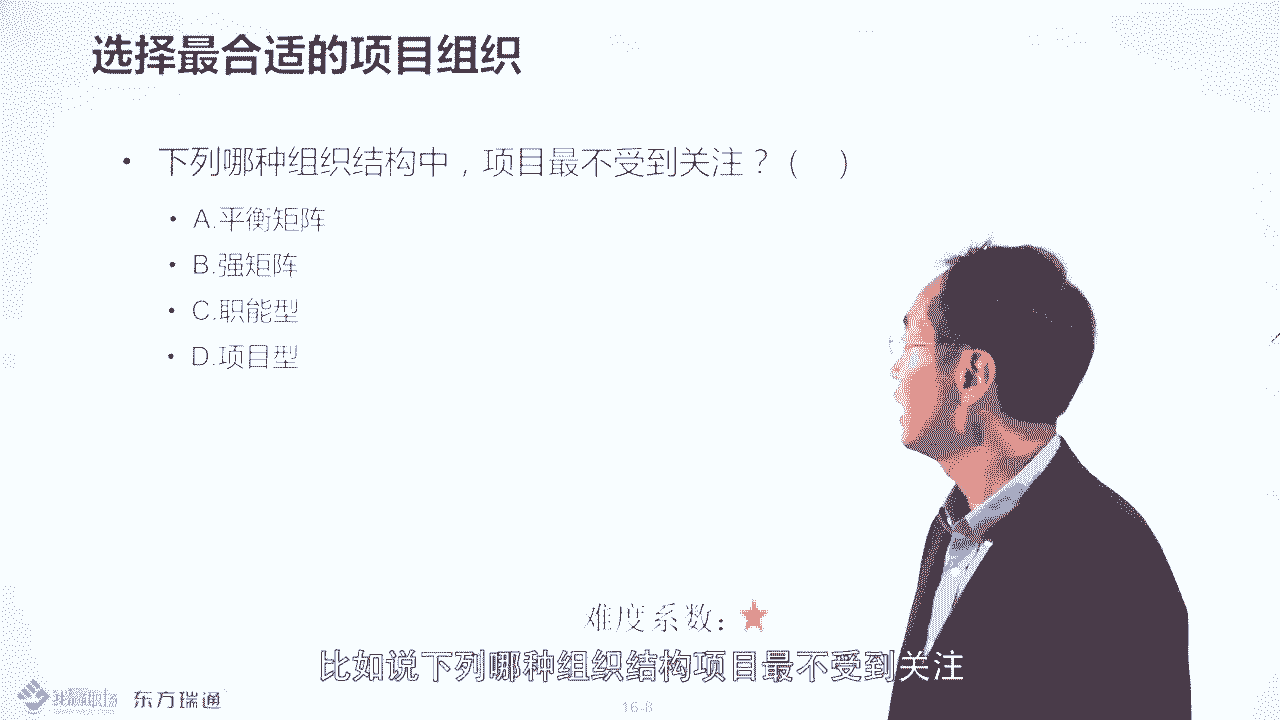 选择最合适的项目组织
• 下列哪种组织结构中，项目最不受到关注？（ ）
• A.平衡矩阵
• B.强矩阵
• C.职能型
• D.项目型
难度系数：★
比如说下列哪种组织结构项目最不受到关注
东方瑞通
16-8